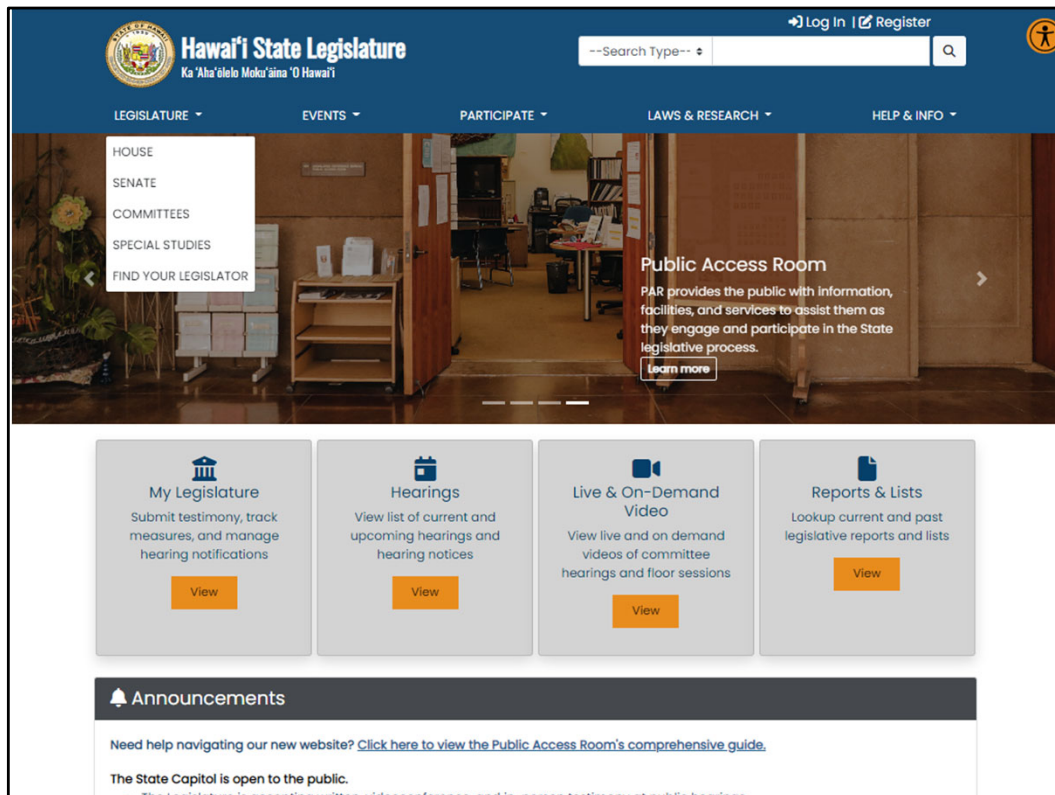 Log In | Register
Hawaiʻi State Legislature
Ka ʻAhaʻōlelo Mokuʻāina ʻO Hawaiʻi
--Search Type--
LEGISLATURE
EVENTS
PARTICIPATE
LAWS & RESEARCH
HELP & INFO
HOUSE
SENATE
COMMITTEES
SPECIAL STUDIES
FIND YOUR LEGISLATOR
Public Access Room
PAR provides the public with information,
facilities, and services to assist them as
they engage and participate in the State
legislative process.
Learn more
My Legislature
Submit testimony, track
measures, and manage
hearing notifications
View
Hearings
View list of current and
upcoming hearings and
hearing notices
View
Live & On-Demand
Video
View live and on demand
videos of committee
hearings and floor sessions
View
Reports & Lists
Lookup current and past
legislative reports and lists
View
Announcements
Need help navigating our new website? Click here to view the Public Access Room's comprehensive guide.
The State Capitol is open to the public.